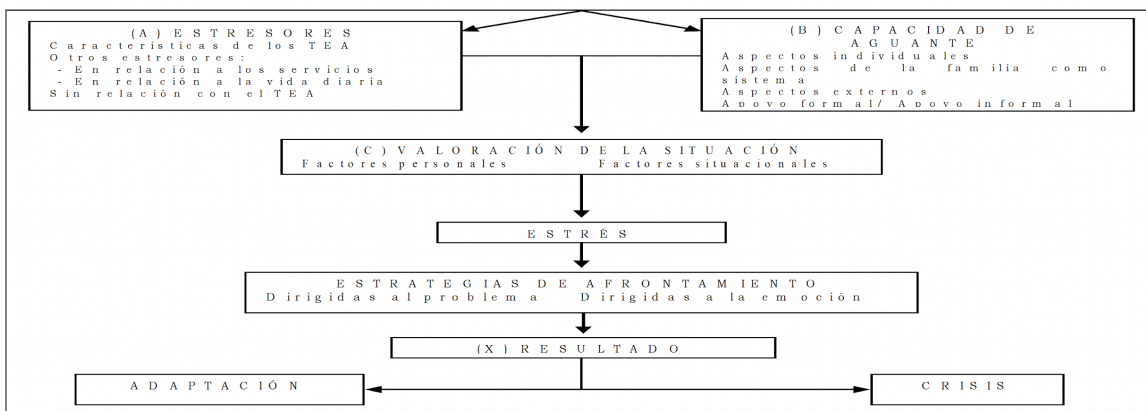 (A) ESTRESORES
Características de los TEA
Otros estresores:
- En relación a los servicios
- En relación a la vida diaria
Sin relación con el TEA
(B) CAPACIDAD DE
AGUANTE
Aspectos individuales
Aspectos de la familia como
sistema
Aspectos externos
Apoyo formal/ Apoyo informal
(C) VALORACIÓN DE LA SITUACIÓN
Factores personales Factores situacionales
ESTRÉS
ESTRATEGIAS DE AFRONTAMIENTO
Dirigidas al problema Dirigidas a la emoción
(X) RESULTADO
ADAPTACIÓN
CRISIS